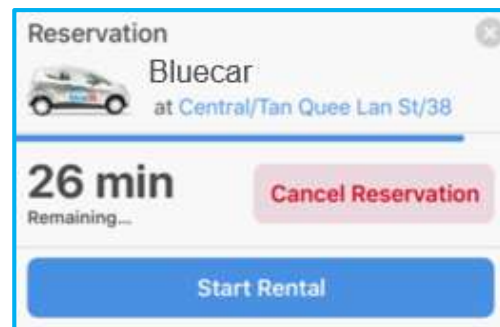 Reservation
Bluecar
at Central/Tan Quee Lan St/38
26 min
Remaining...
Cancel Reservation
Start Rental